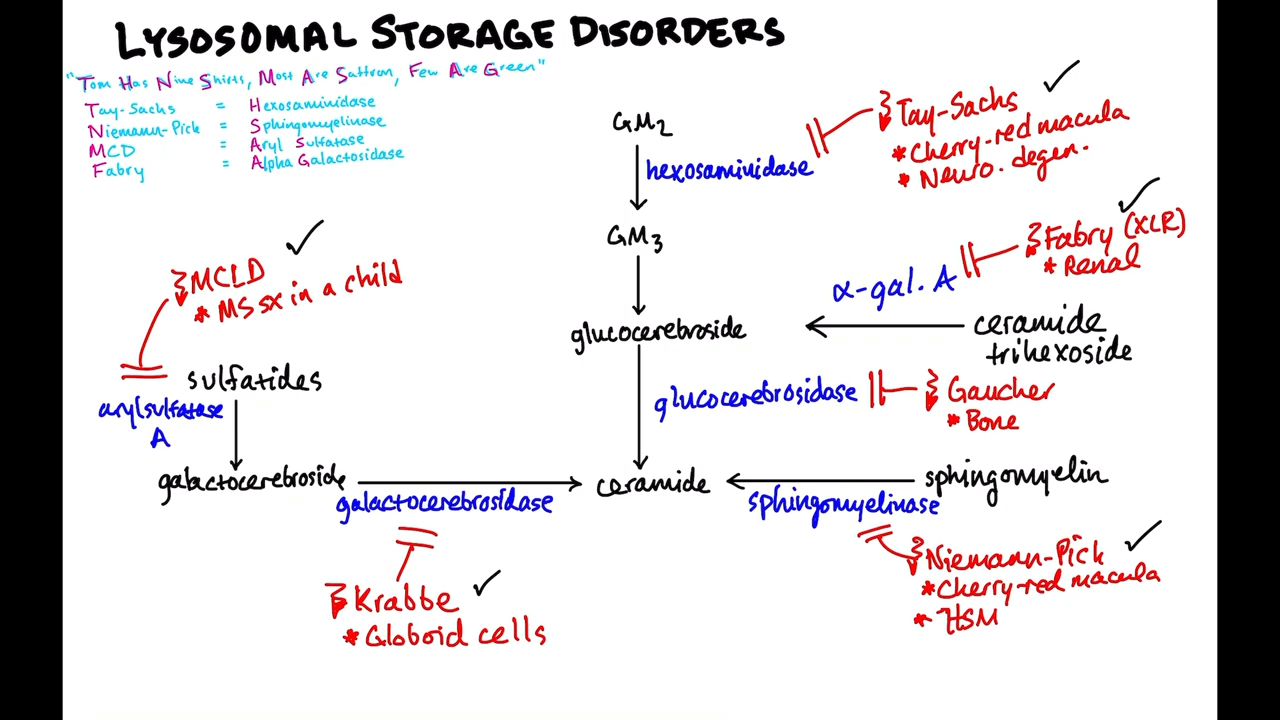 LYSOSOMAL STORAGE DISORDERS
"Tom Has Nine Shirts, Most Are Saffron, Few Are Green"
Tay-Sachs = Hexosaminidase
Niemann-Pick = Sphingomyelinase
MCD = Aryl Sulfatase
Fabry = Alpha Galactosidase
GM2
hexosaminidase
Tay-Sachs
* Cherry-red macula
* Neuro. degen.
GM3
Fabry (XLR)
* Renal
α-gal. A
MCLD
* MS sx in a child
glucocerebroside
ceramide
trihexoside
sulfatides
arylsulfatase
A
glucocerebrosidase
Gaucher
* Bone
galactocerebroside
galactocerebrosidase
ceramide
sphingomyelinase
sphingomyelin
Krabbe
* Globoid cells
Niemann-Pick
* Cherry-red macula
* HSM